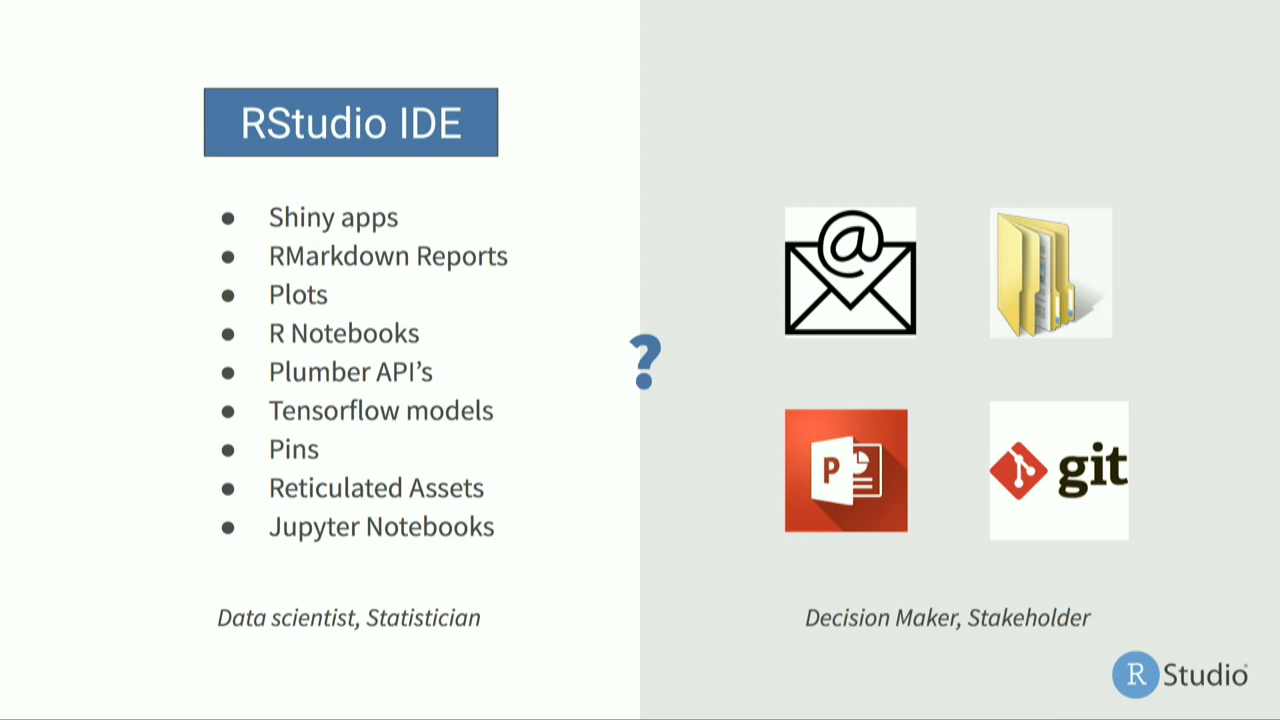 RStudio IDE
● Shiny apps
● RMarkdown Reports
● Plots
● R Notebooks
● Plumber API’s
● Tensorflow models
● Pins
● Reticulated Assets
● Jupyter Notebooks
Data scientist, Statistician
?
@
P
git
Decision Maker, Stakeholder
R Studio